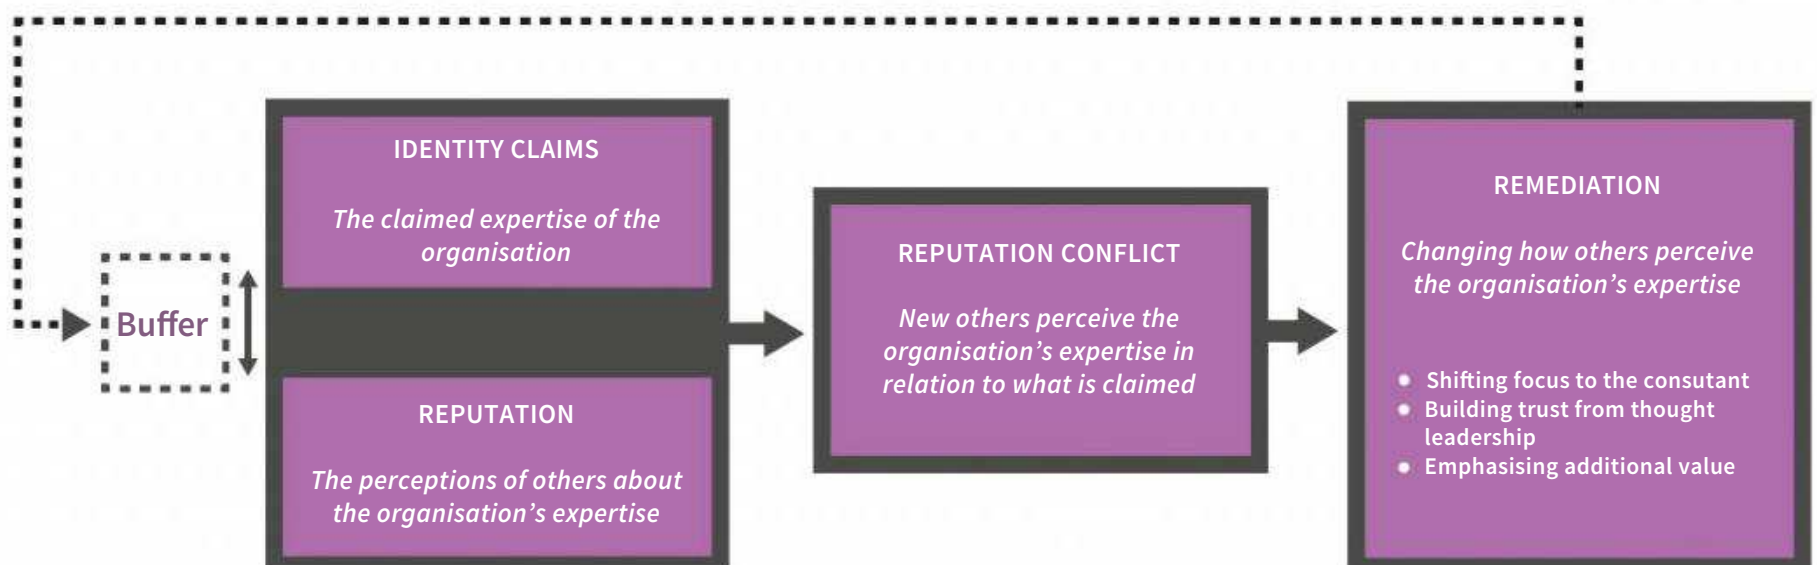 Buffer
IDENTITY CLAIMS
The claimed expertise of the
organisation
REPUTATION
The perceptions of others about
the organisation's expertise
REPUTATION CONFLICT
New others perceive the
organisation's expertise in
relation to what is claimed
REMEDIATION
Changing how others perceive
the organisation's expertise
Shifting focus to the consutant
Building trust from thought
leadership
Emphasising additional value